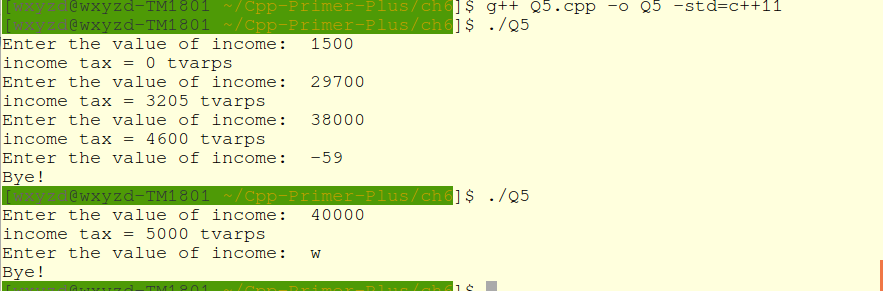 [wxyzd@wxyzd-TM1801 ~/Cpp-Primer-Plus/ch6]$ g++ Q5.cpp -o Q5 -std=c++11
[wxyzd@wxyzd-TM1801 ~/Cpp-Primer-Plus/ch6]$ ./Q5
Enter the value of income:  1500
income tax = 0 tvarps
Enter the value of income:  29700
income tax = 3205 tvarps
Enter the value of income:  38000
income tax = 4600 tvarps
Enter the value of income:  -59
Bye!
[wxyzd@wxyzd-TM1801 ~/Cpp-Primer-Plus/ch6]$ ./Q5
Enter the value of income:  40000
income tax = 5000 tvarps
Enter the value of income:  w
Bye!
[wxyzd@wxyzd-TM1801 ~/Cpp-Primer-Plus/ch6]$